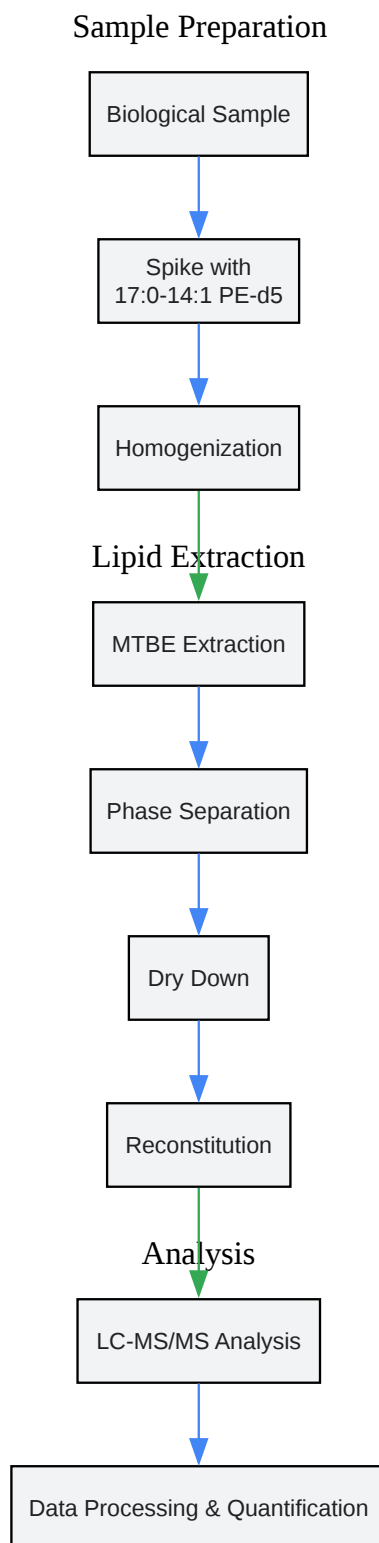 Sample Preparation
Biological Sample
Spike with
17:0-14:1 PE-d5
Homogenization
Lipid Extraction
MTBE Extraction
Phase Separation
Dry Down
Reconstitution
Analysis
LC-MS/MS Analysis
Data Processing & Quantification